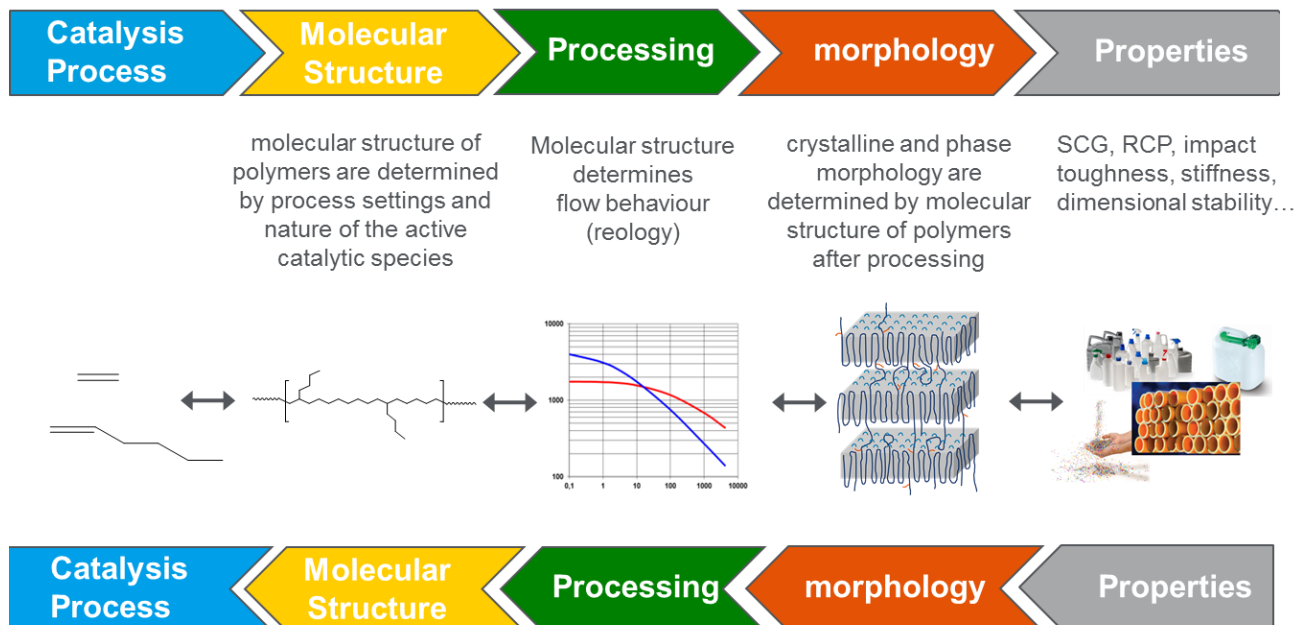 Catalysis
Process
Molecular
Structure
Processing
morphology
Properties
molecular structure of
polymers are determined
by process settings and
nature of the active
catalytic species
Molecular structure
determines
flow behaviour
(reology)
crystalline and phase
morphology are
determined by molecular
structure of polymers
after processing
SCG, RCP, impact
toughness, stiffness,
dimensional stability…
10000
1000
100
0,1
1
10
100
1000
10000
Catalysis
Process
Molecular
Structure
Processing
morphology
Properties